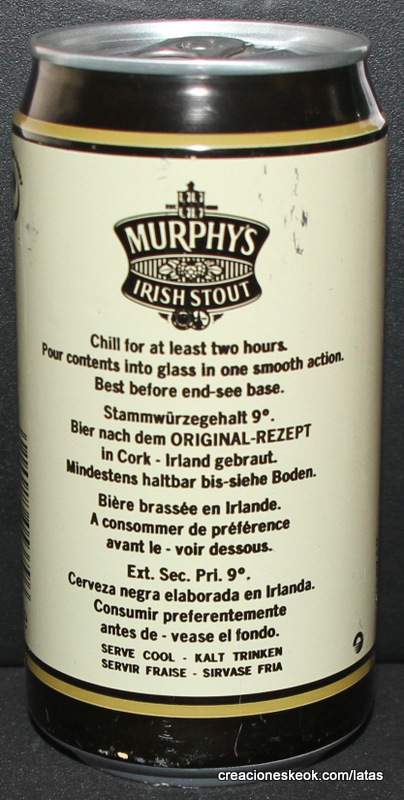 MURPHY'S
IRISH STOUT
Chill for at least two hours.
Pour contents into glass in one smooth action.
Best before end-see base.
Stammwürzegehalt 9°.
Bier nach dem ORIGINAL-REZEPT
in Cork - Irland gebraut.
Mindestens haltbar bis-siehe Boden.
Bière brassée en Irlande.
A consommer de préférence
avant le - voir dessous.
Ext. Sec. Pri. 9°.
Cerveza negra elaborada en Irlanda.
Consumir preferentemente
antes de - vease el fondo.
SERVE COOL - KALT TRINKEN
SERVIR FRAISE - SIRVASE FRIA
creacioneskeok.com/latas